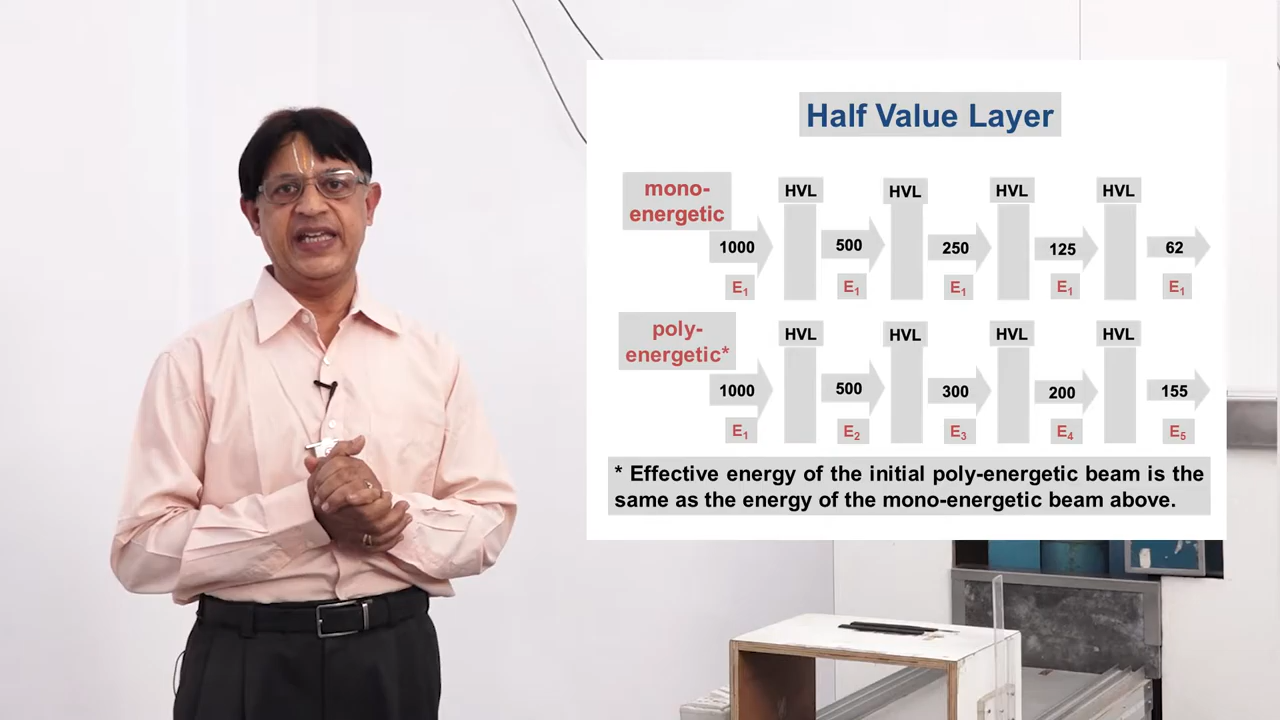 Half Value Layer
mono-
energetic
HVL HVL HVL HVL
1000 500 250 125 62
E₁ E₁ E₁ E₁ E₁
poly-
energetic*
HVL HVL HVL HVL
1000 500 300 200 155
E₁ E₂ E₃ E₄ E₅
* Effective energy of the initial poly-energetic beam is the
same as the energy of the mono-energetic beam above.